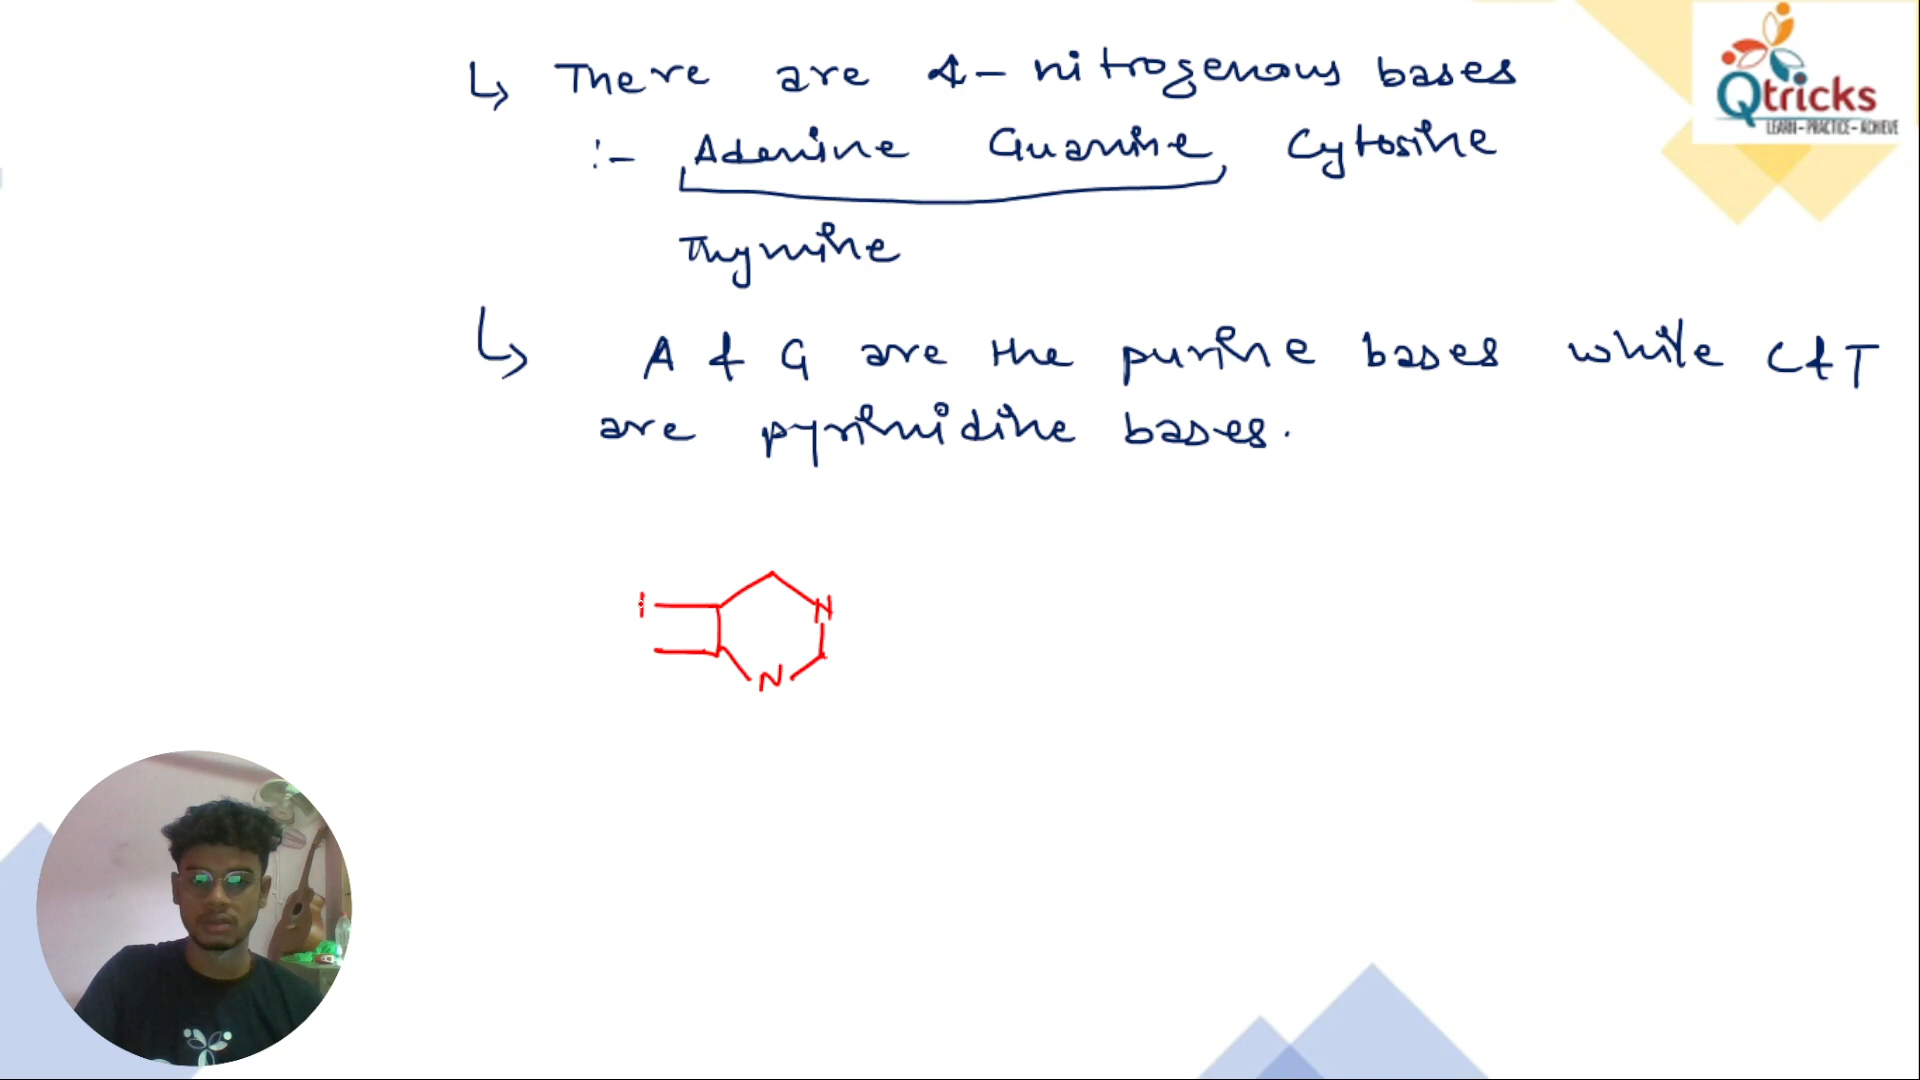 ↳ There are 4- nitrogenous bases
:- Adenine Guanine, Cytosine
Thymine
↳ A & G are the purine bases while C & T
are pyrimidine bases.
N
N
Qtricks
LEARN - PRACTICE - ACHIEVE